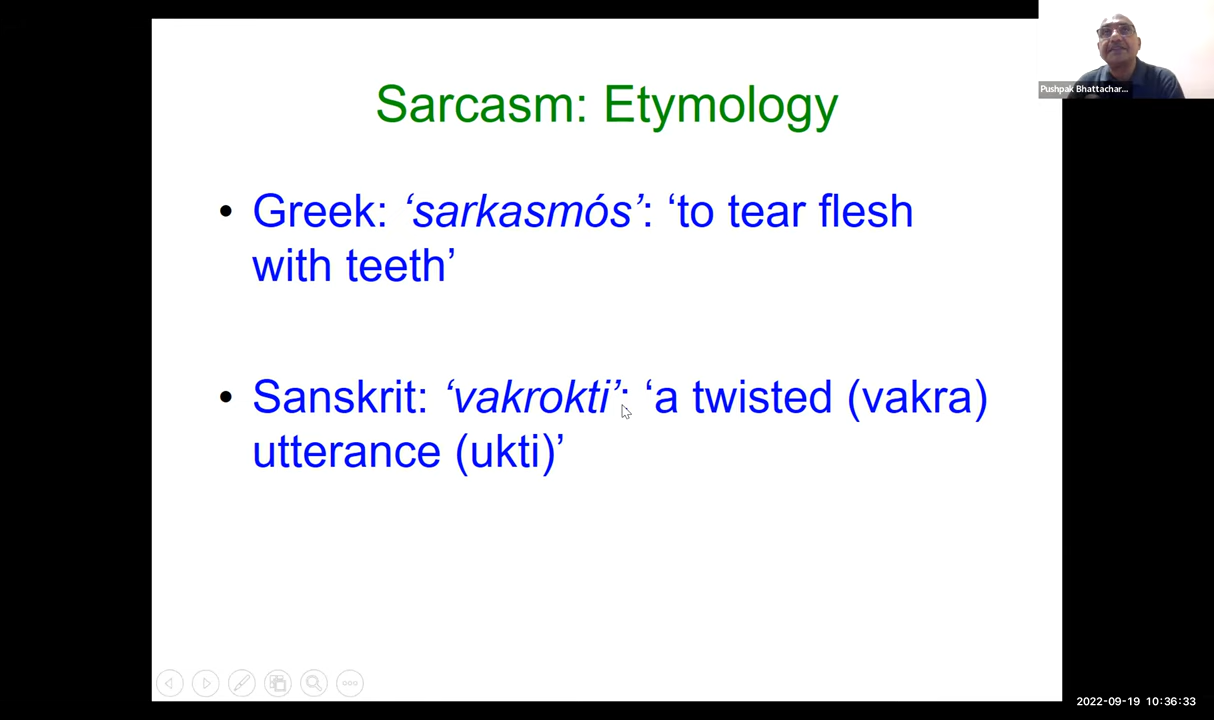 Sarcasm: Etymology
Pushpak Bhattachar...
• Greek: ‘sarkasmós’: ‘to tear flesh
with teeth’
• Sanskrit: ‘vakrokti’: ‘a twisted (vakra)
utterance (ukti)’
2022-09-19 10:36:33